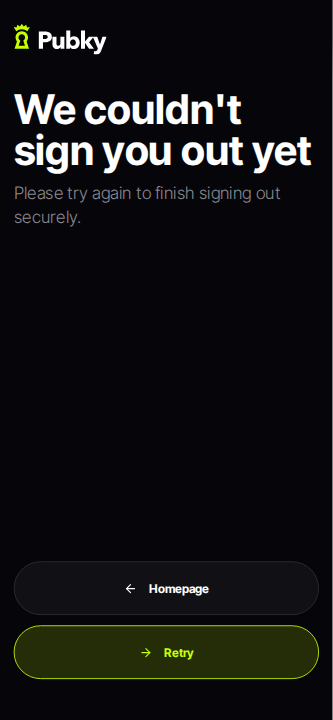 Pubky
We couldn't
sign you out yet
Please try again to finish signing out
securely.
Homepage
Retry